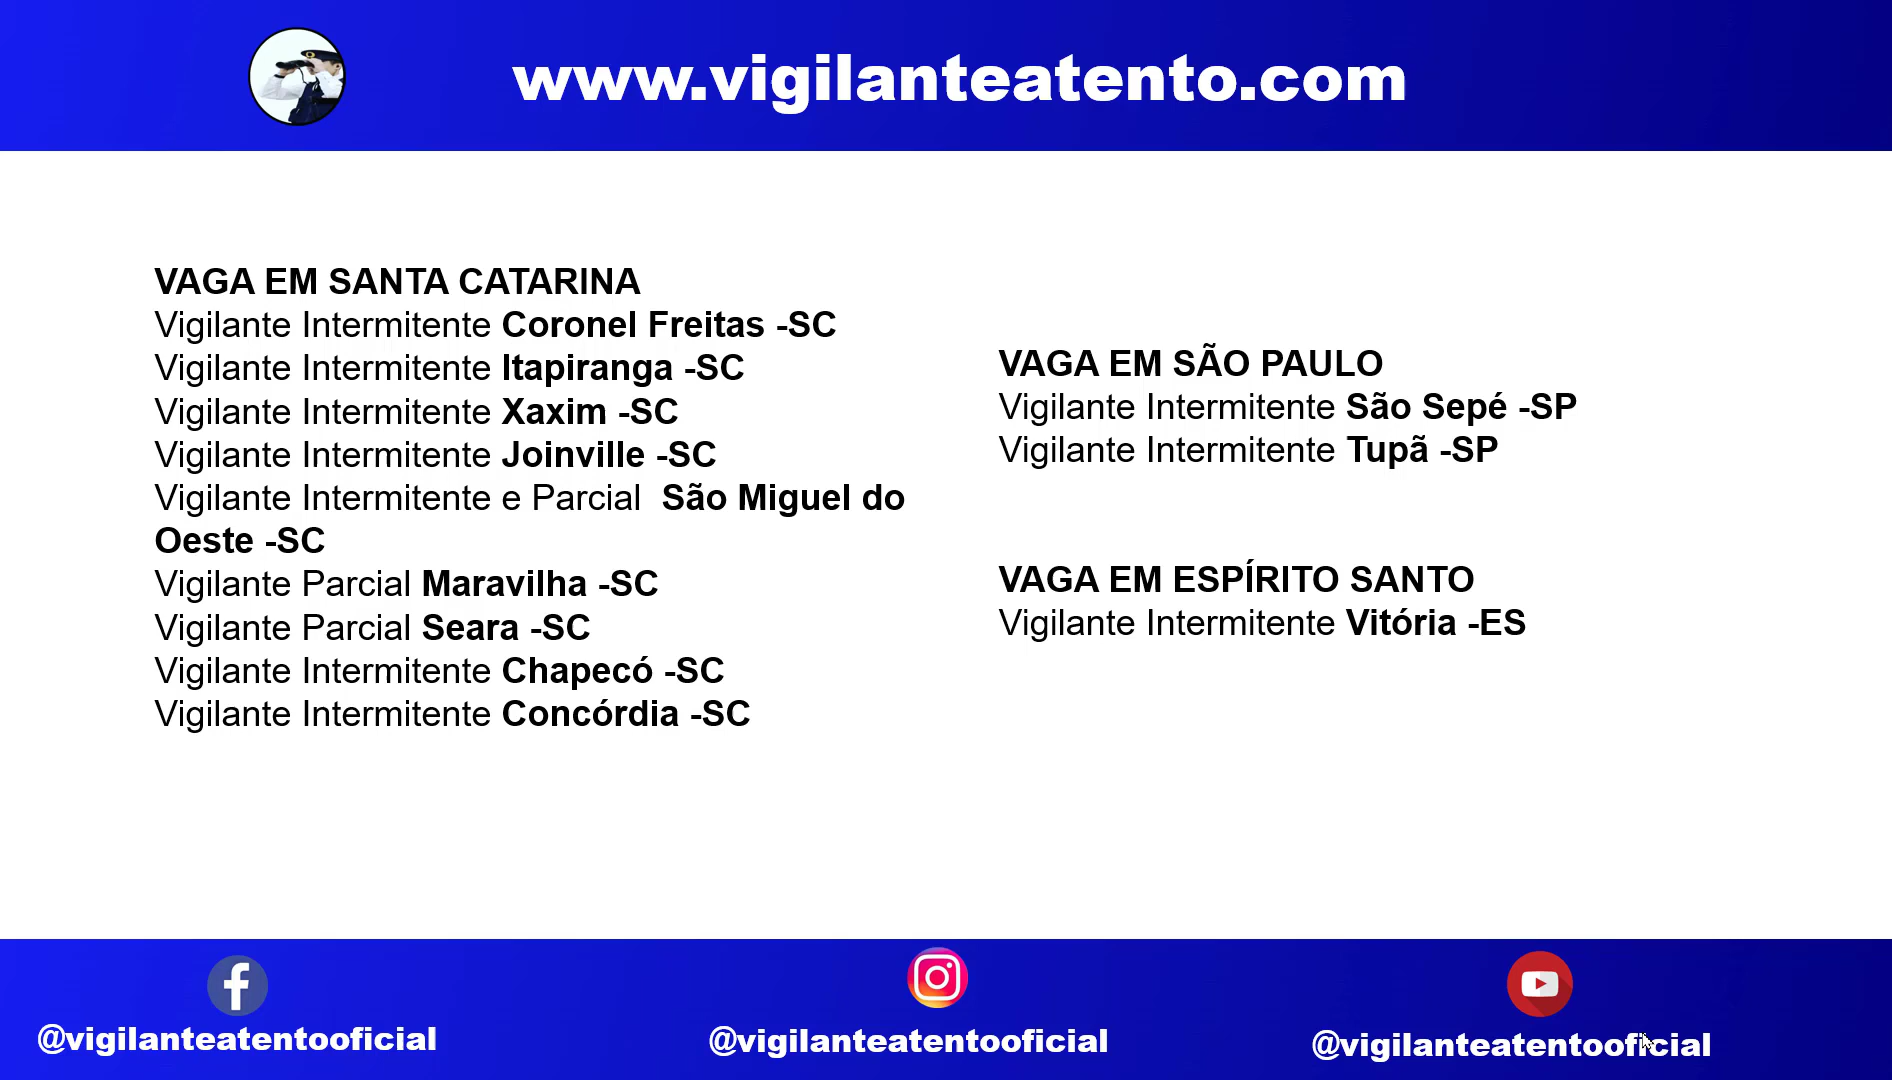 www.vigilanteatento.com
VAGA EM SANTA CATARINA
Vigilante Intermitente Coronel Freitas -SC
Vigilante Intermitente Itapiranga -SC
Vigilante Intermitente Xaxim -SC
Vigilante Intermitente Joinville -SC
Vigilante Intermitente e Parcial  São Miguel do
Oeste -SC
Vigilante Parcial Maravilha -SC
Vigilante Parcial Seara -SC
Vigilante Intermitente Chapecó -SC
Vigilante Intermitente Concórdia -SC
VAGA EM SÃO PAULO
Vigilante Intermitente São Sepé -SP
Vigilante Intermitente Tupã -SP
VAGA EM ESPÍRITO SANTO
Vigilante Intermitente Vitória -ES
@vigilanteatentooficial
@vigilanteatentooficial
@vigilanteatentooficial